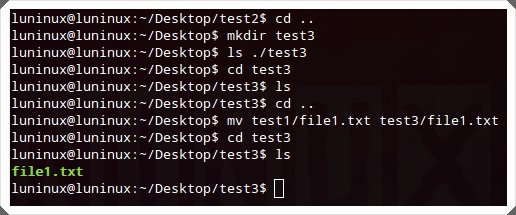 luninux@luninux:~/Desktop/test2$ cd ..
luninux@luninux:~/Desktop$ mkdir test3
luninux@luninux:~/Desktop$ ls ./test3
luninux@luninux:~/Desktop$ cd test3
luninux@luninux:~/Desktop/test3$ ls
luninux@luninux:~/Desktop/test3$ cd ..
luninux@luninux:~/Desktop$ mv test1/file1.txt test3/file1.txt
luninux@luninux:~/Desktop$ cd test3
luninux@luninux:~/Desktop/test3$ ls
file1.txt
luninux@luninux:~/Desktop/test3$